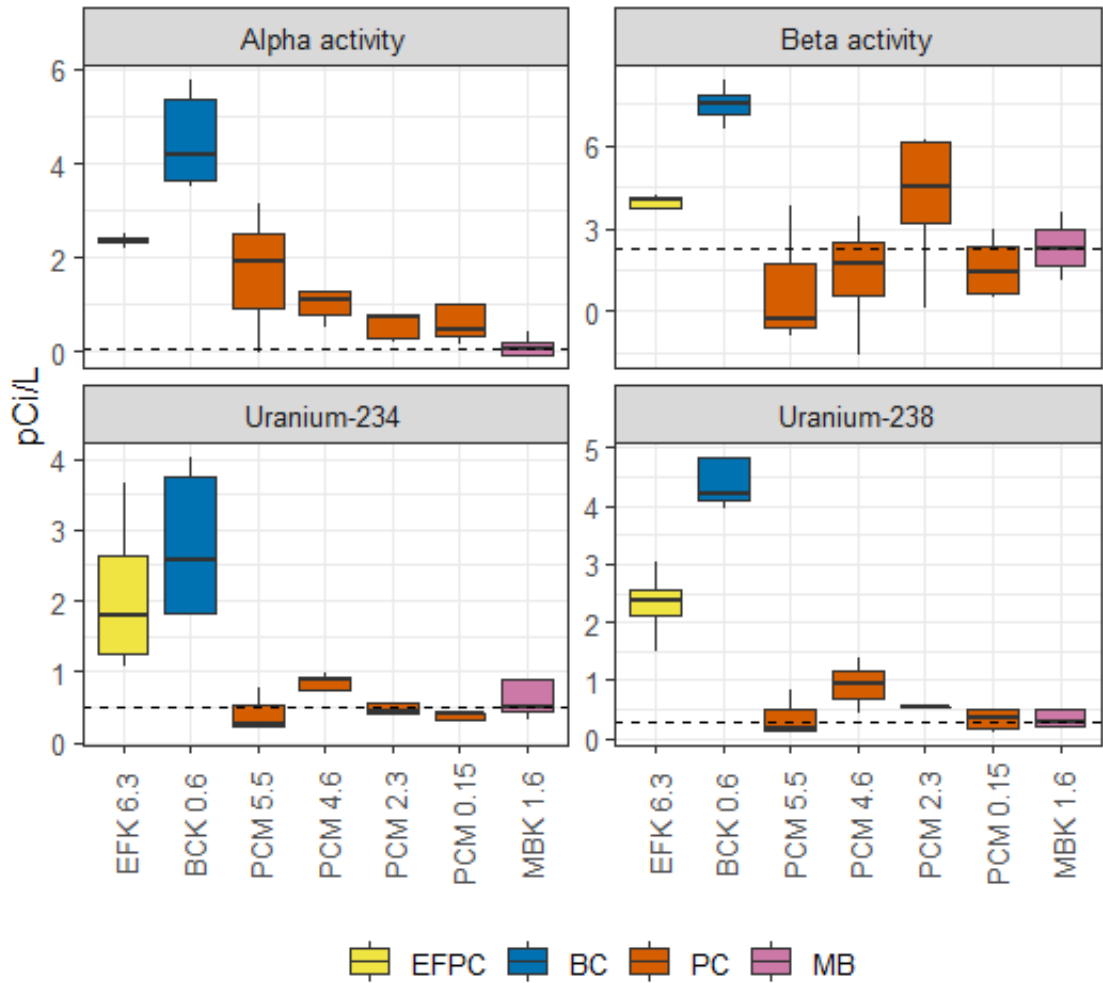 Alpha activity
Beta activity
6
4
2
0
6
3
0
pCi/L
Uranium-234
Uranium-238
4
3
2
1
0
5
4
3
2
1
0
EFK 6.3
BCK 0.6
PCM 5.5
PCM 4.6
PCM 2.3
PCM 0.15
MBK 1.6
EFK 6.3
BCK 0.6
PCM 5.5
PCM 4.6
PCM 2.3
PCM 0.15
MBK 1.6
EFPC BC PC MB